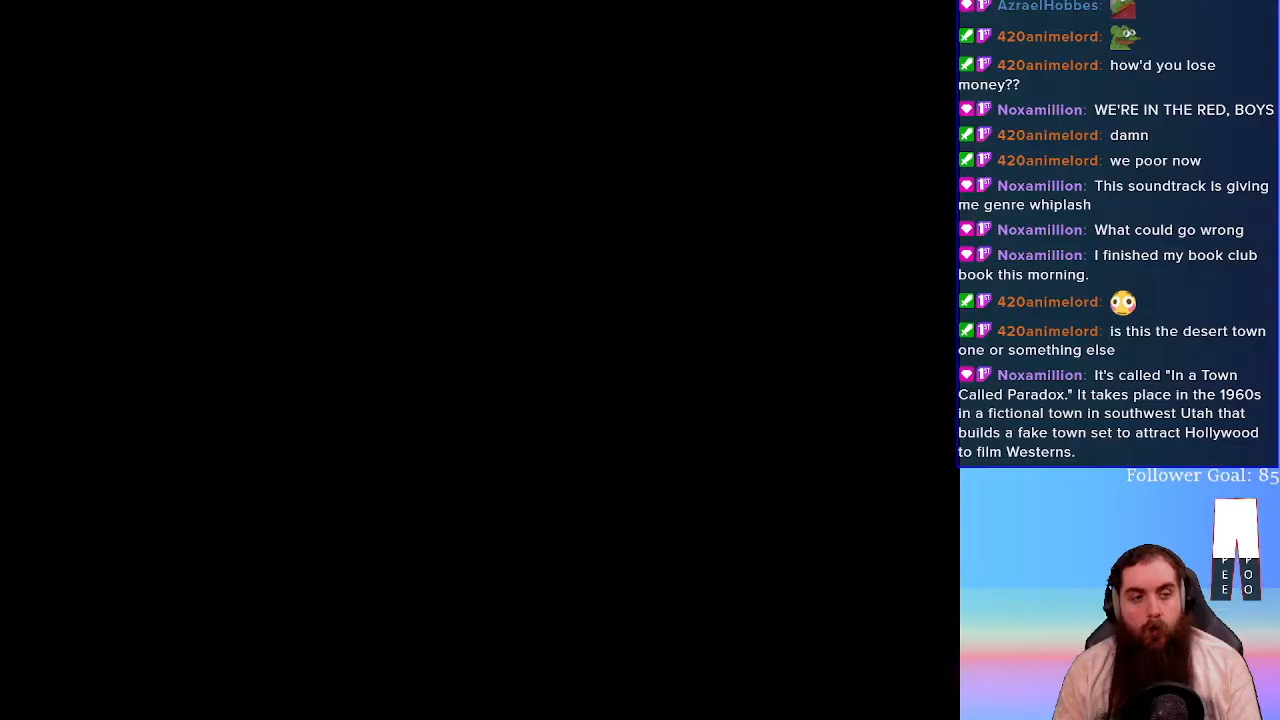 AzraelHobbes:
420animelord:
420animelord: how'd you lose
money??
Noxamillion: WE'RE IN THE RED, BOYS
420animelord: damn
420animelord: we poor now
Noxamillion: This soundtrack is giving
me genre whiplash
Noxamillion: What could go wrong
Noxamillion: I finished my book club
book this morning.
420animelord:
420animelord: is this the desert town
one or something else
Noxamillion: It's called "In a Town
Called Paradox." It takes place in the 1960s
in a fictional town in southwest Utah that
builds a fake town set to attract Hollywood
to film Westerns.
Follower Goal: 85
P P
E O
E O